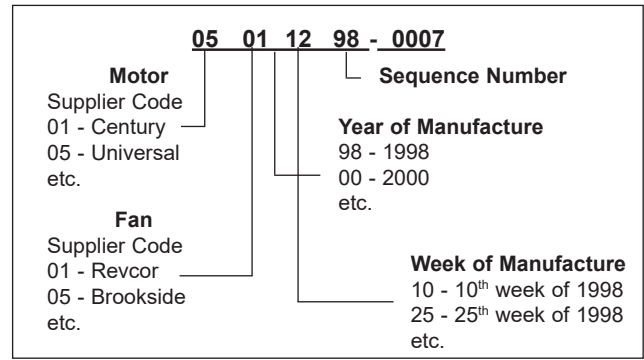 05 01 12 98 - 0007
Motor
Supplier Code
01 - Century
05 - Universal
etc.
Sequence Number
Year of Manufacture
98 - 1998
00 - 2000
etc.
Fan
Supplier Code
01 - Revcor
05 - Brookside
etc.
Week of Manufacture
10 - 10th week of 1998
25 - 25th week of 1998
etc.